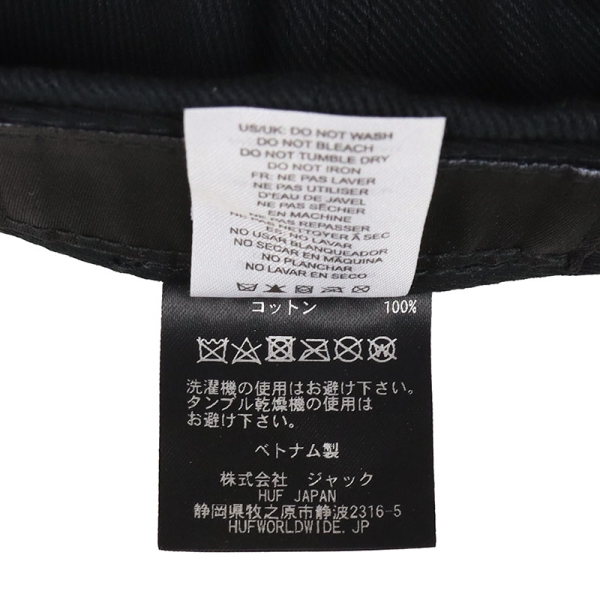 US/UK: DO NOT WASH
DO NOT BLEACH
DO NOT TUMBLE DRY
DO NOT IRON
FR: NE PAS LAVER
NE PAS UTILISER
D'EAU DE JAVEL
NE PAS SÈCHER
EN MACHINE
NE PAS REPASSER
PAS NETTOYER À SEC
ES: NO LAVAR
NO USAR BLANQUEADOR
NO SECAR EN MÁQUINA
NO PLANCHAR
NO LAVAR EN SECO
コットン 100%
洗濯機の使用はお避け下さい。
タンブル乾燥機の使用は
お避け下さい。
ベトナム製
株式会社 ジャック
HUF JAPAN
静岡県牧之原市静波2316-5
HUFWORLDWIDE.JP